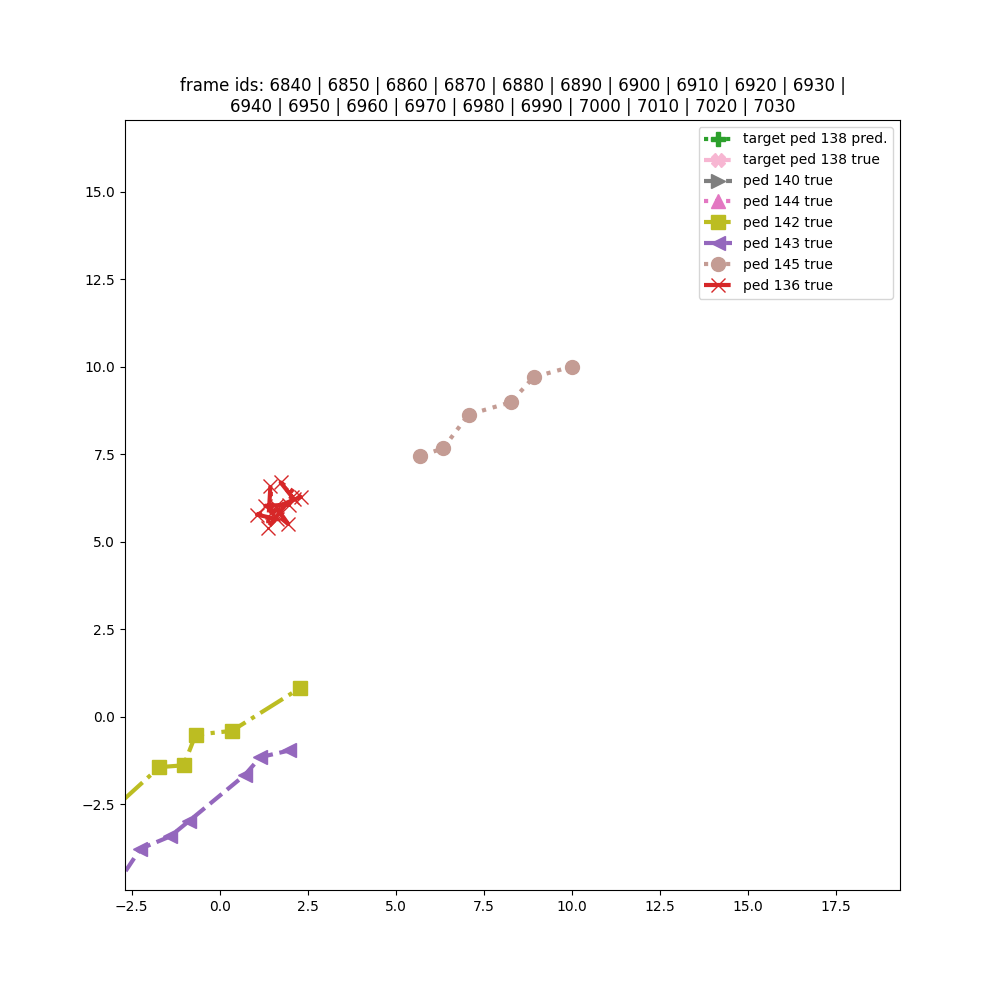 frame ids: 6840 | 6850 | 6860 | 6870 | 6880 | 6890 | 6900 | 6910 | 6920 | 6930 |
6940 | 6950 | 6960 | 6970 | 6980 | 6990 | 7000 | 7010 | 7020 | 7030
target ped 138 pred.
target ped 138 true
ped 140 true
ped 144 true
ped 142 true
ped 143 true
ped 145 true
ped 136 true
15.0
12.5
10.0
7.5
5.0
2.5
0.0
−2.5
−2.5 0.0 2.5 5.0 7.5 10.0 12.5 15.0 17.5